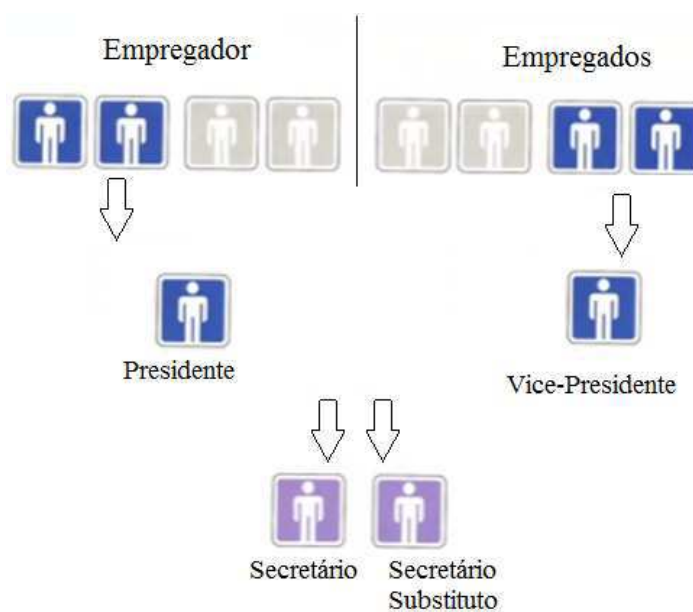 Empregador
Empregados
Presidente
Vice-Presidente
Secretário
Secretário
Substituto